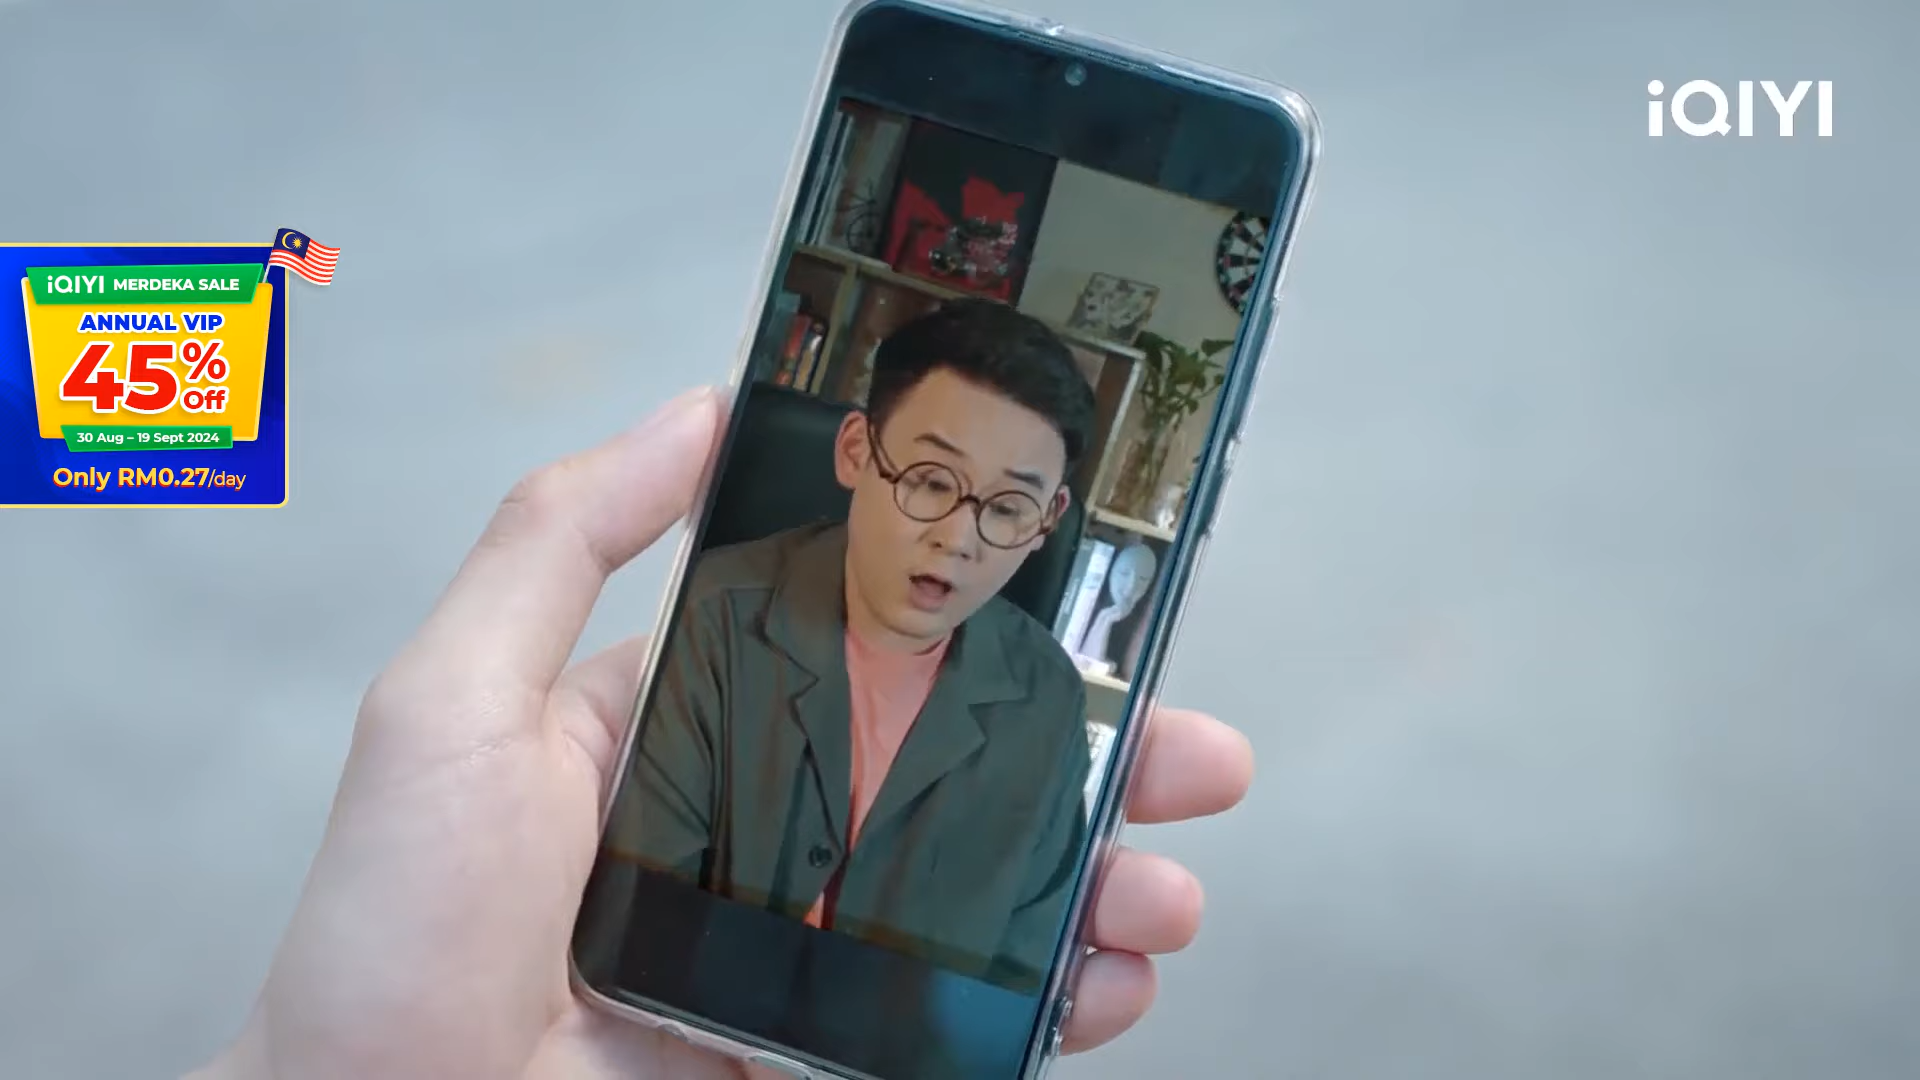 iQIYI
iQIYI MERDEKA SALE
ANNUAL VIP
45% Off
30 Aug – 19 Sept 2024
Only RM0.27/day